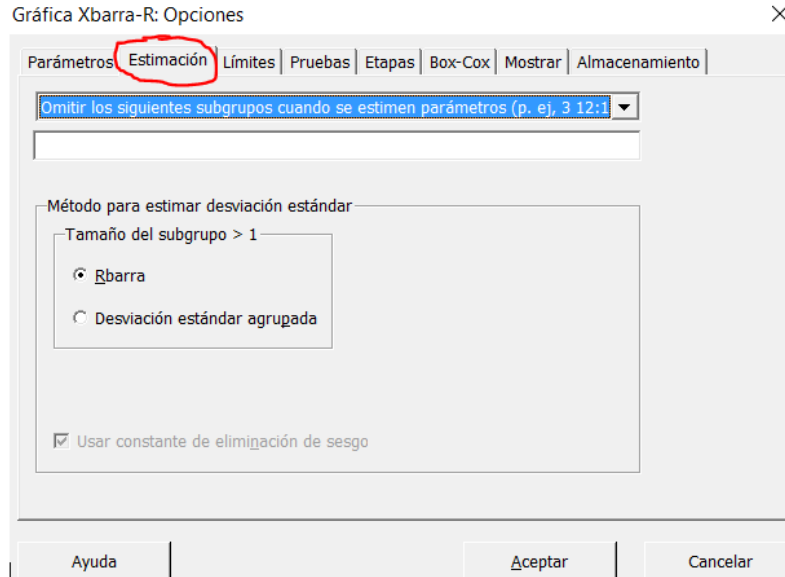 Gráfica Xbarra-R: Opciones
Parámetros Estimación Límites Pruebas Etapas Box-Cox Mostrar Almacenamiento
Omitir los siguientes subgrupos cuando se estimen parámetros (p. ej, 3 12:1
Método para estimar desviación estándar
Tamaño del subgrupo > 1
Rbarra
Desviación estándar agrupada
Usar constante de eliminación de sesgo
Ayuda Aceptar Cancelar